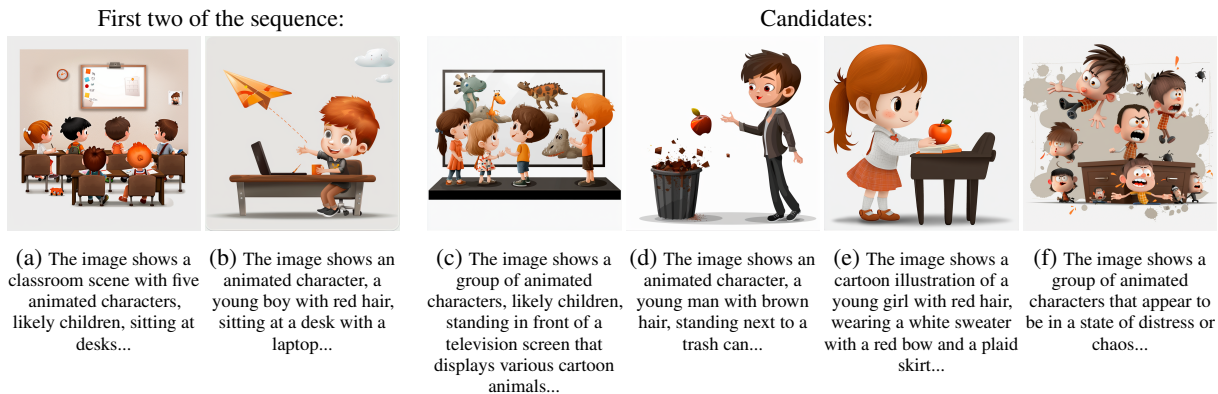 First two of the sequence:
Candidates:
(a) The image shows a
classroom scene with five
animated characters,
likely children, sitting at
desks...
(b) The image shows an
animated character, a
young boy with red hair,
sitting at a desk with a
laptop...
(c) The image shows a
group of animated
characters, likely children,
standing in front of a
television screen that
displays various cartoon
animals...
(d) The image shows an
animated character, a
young man with brown
hair, standing next to a
trash can...
(e) The image shows a
cartoon illustration of a
young girl with red hair,
wearing a white sweater
with a red bow and a plaid
skirt...
(f) The image shows a
group of animated
characters that appear to
be in a state of distress or
chaos...